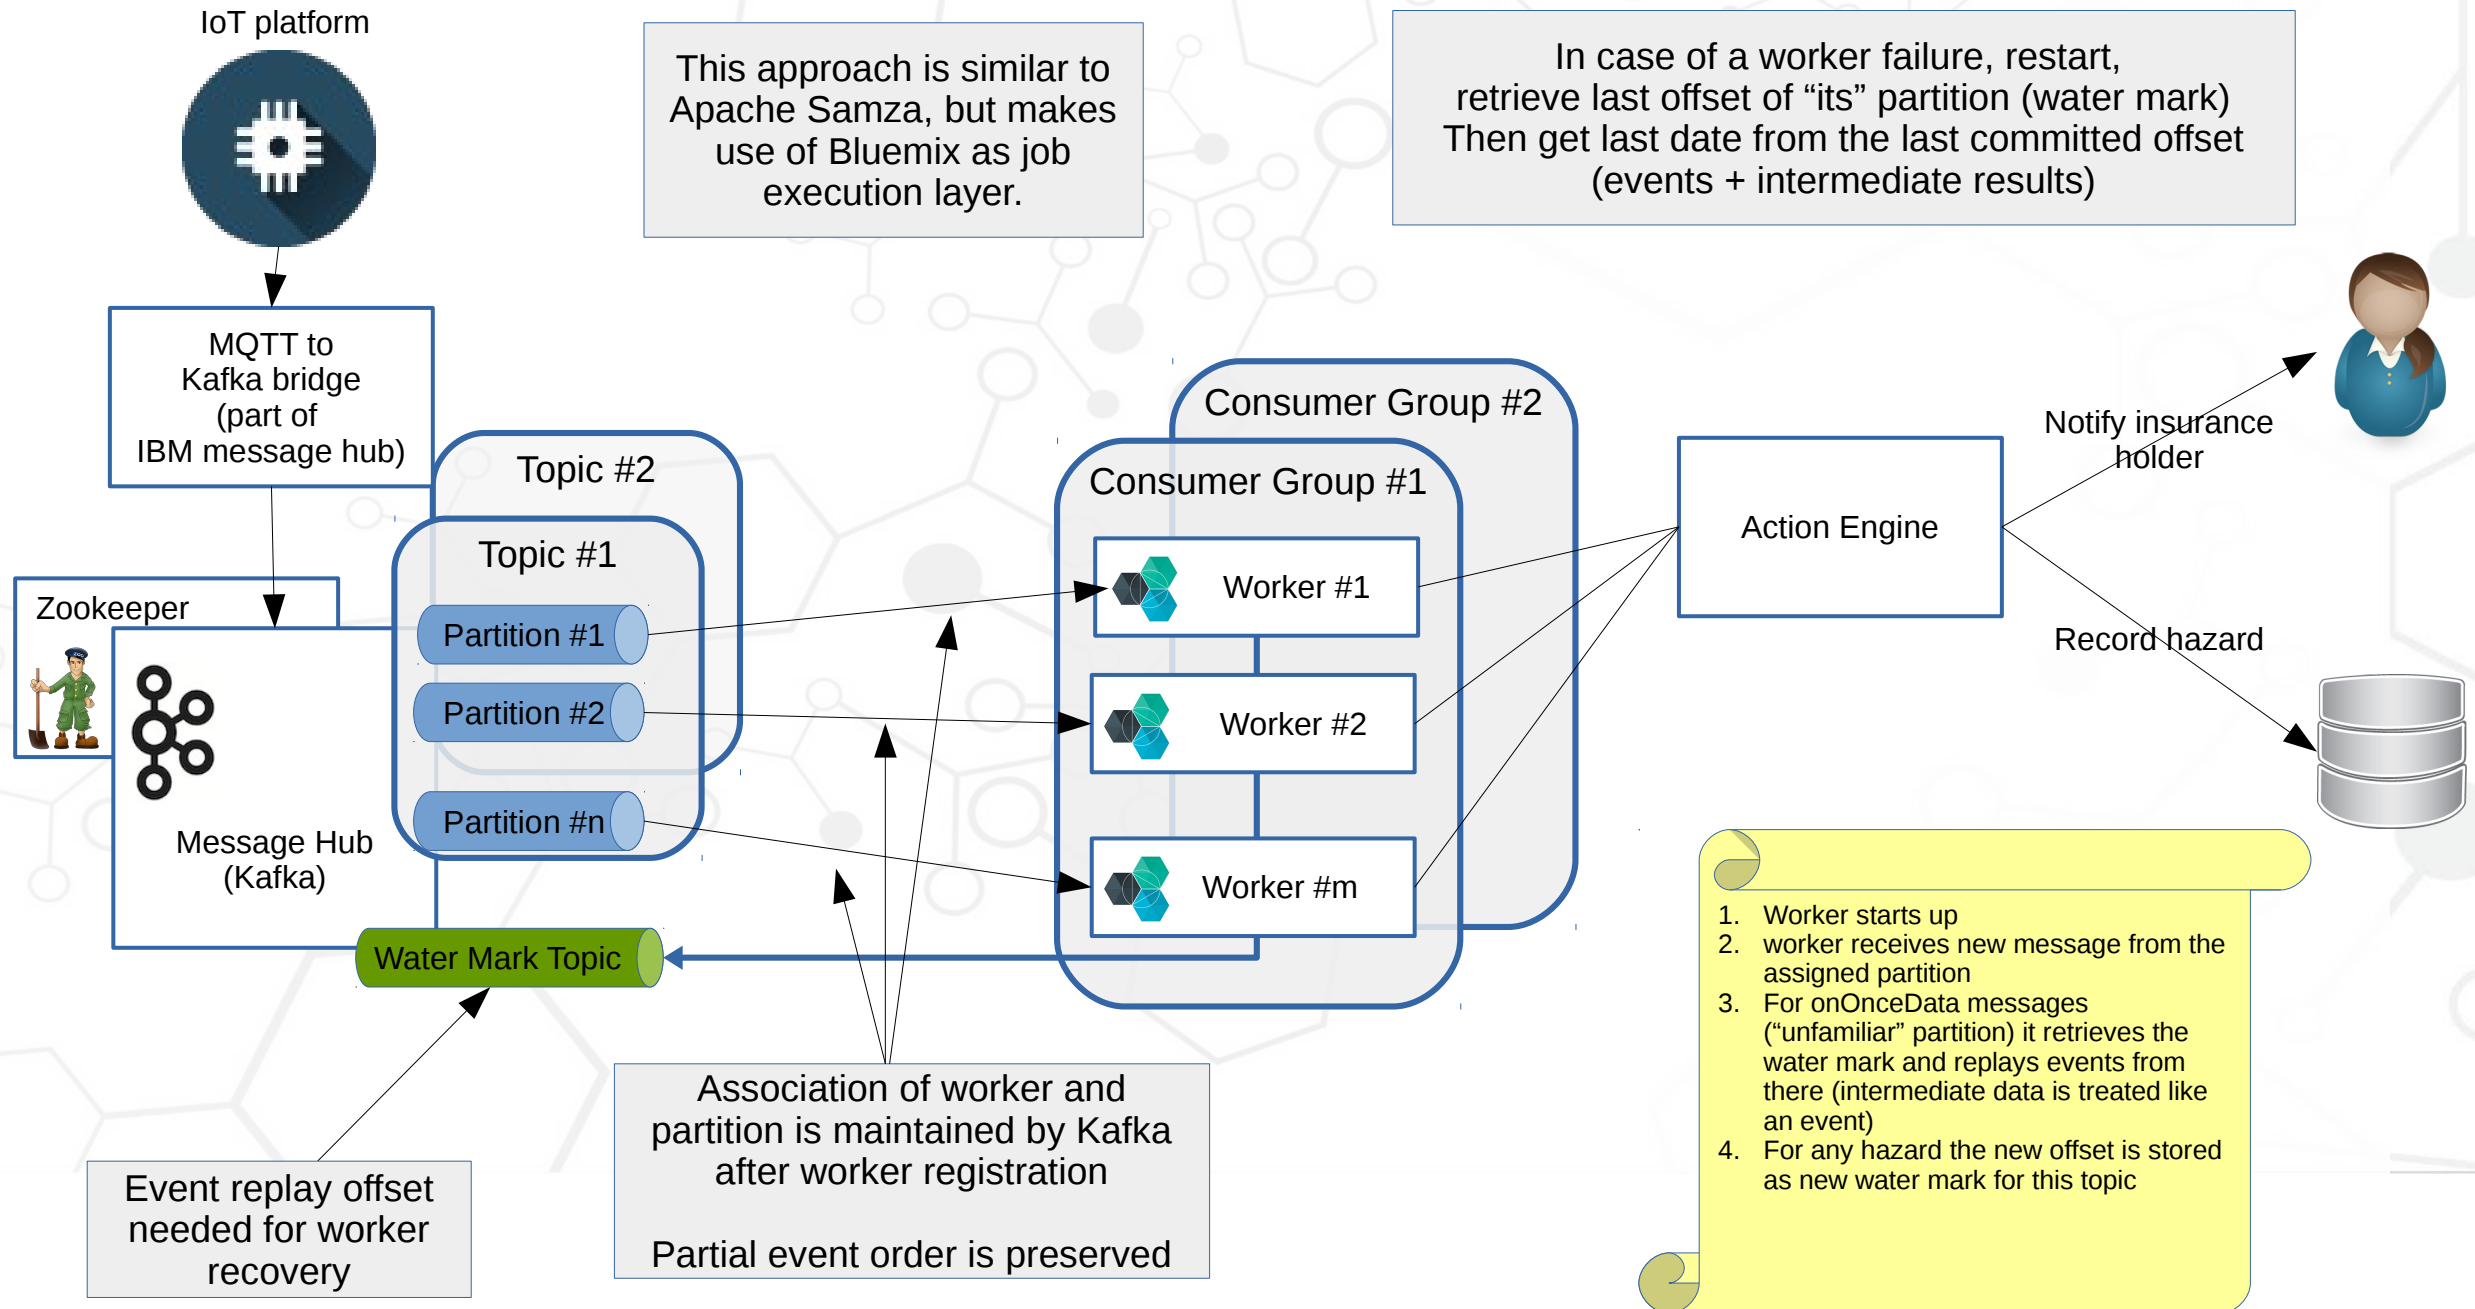 IoT platform
This approach is similar to
Apache Samza, but makes
use of Bluemix as job
execution layer.
In case of a worker failure, restart,
retrieve last offset of “its” partition (water mark)
Then get last date from the last committed offset
(events + intermediate results)
MQTT to
Kafka bridge
(part of
IBM message hub)
Topic #2
Topic #1
Partition #1
Partition #2
Partition #n
Zookeeper
Message Hub
(Kafka)
Water Mark Topic
Consumer Group #2
Consumer Group #1
Worker #1
Worker #2
Worker #m
Action Engine
Notify insurance
holder
Record hazard
1. Worker starts up
2. worker receives new message from the
assigned partition
3. For onOnceData messages
(“unfamiliar” partition) it retrieves the
water mark and replays events from
there (intermediate data is treated like
an event)
4. For any hazard the new offset is stored
as new water mark for this topic
Association of worker and
partition is maintained by Kafka
after worker registration
Partial event order is preserved
Event replay offset
needed for worker
recovery